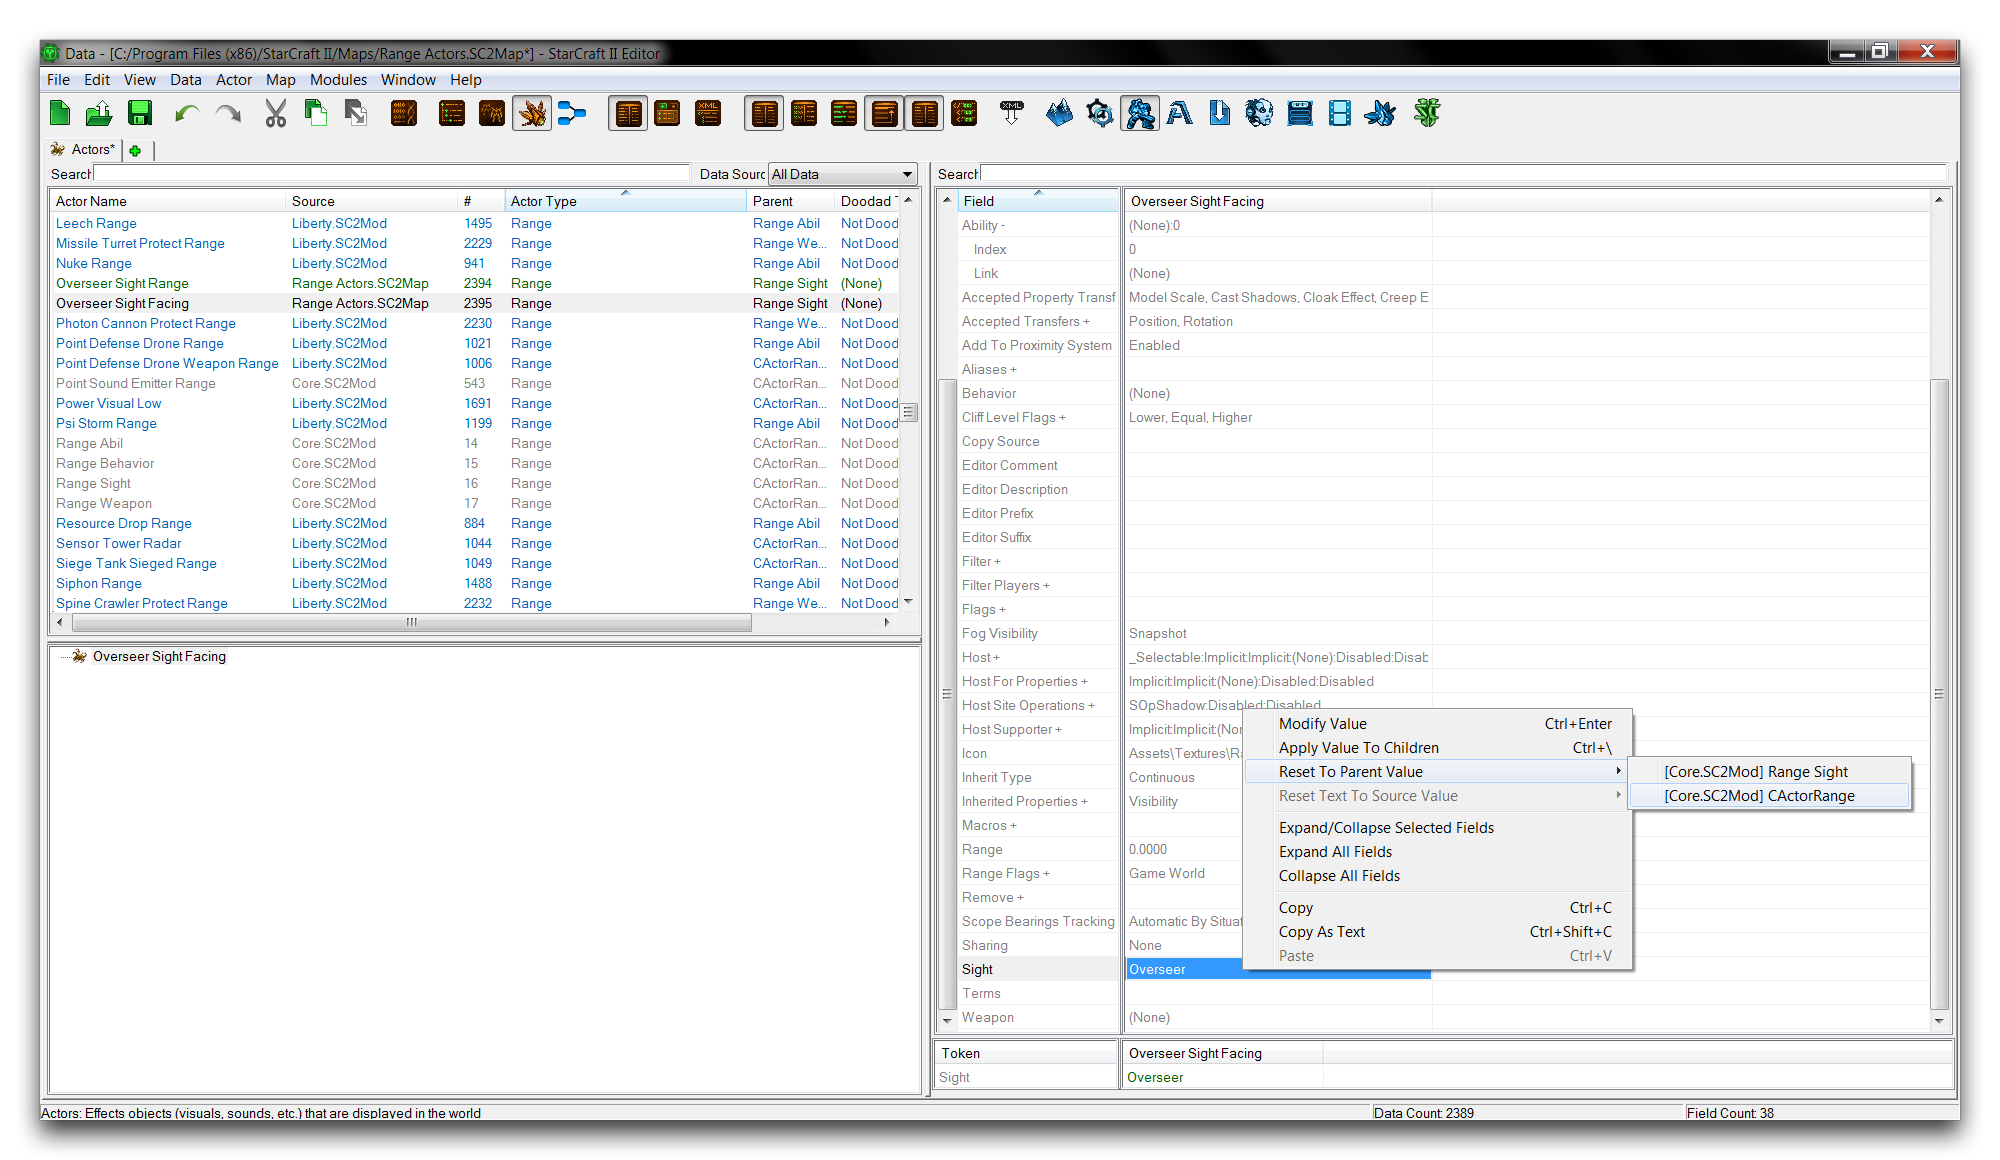 Data - [C:/Program Files (x86)/StarCraft II/Maps/Range Actors.SC2Map*] - StarCraft II Editor
File Edit View Data Actor Map Modules Window Help
Actors*
Search Data Sourc All Data
Actor Name Source # Actor Type Parent Doodad
Leech Range Liberty.SC2Mod 1495 Range Range Abil Not Dood
Missile Turret Protect Range Liberty.SC2Mod 2229 Range Range We... Not Dood
Nuke Range Liberty.SC2Mod 941 Range Range Abil Not Dood
Overseer Sight Range Range Actors.SC2Map 2394 Range Range Sight (None)
Overseer Sight Facing Range Actors.SC2Map 2395 Range Range Sight (None)
Photon Cannon Protect Range Liberty.SC2Mod 2230 Range Range We... Not Dood
Point Defense Drone Range Liberty.SC2Mod 1021 Range Range Abil Not Dood
Point Defense Drone Weapon Range Liberty.SC2Mod 1006 Range CActorRan... Not Dood
Point Sound Emitter Range Core.SC2Mod 543 Range CActorRan... Not Dood
Power Visual Low Liberty.SC2Mod 1691 Range CActorRan... Not Dood
Psi Storm Range Liberty.SC2Mod 1199 Range CActorRan... Not Dood
Range Abil Core.SC2Mod 14 Range CActorRan... Not Dood
Range Behavior Core.SC2Mod 15 Range CActorRan... Not Dood
Range Sight Core.SC2Mod 16 Range CActorRan... Not Dood
Range Weapon Core.SC2Mod 17 Range CActorRan... Not Dood
Resource Drop Range Liberty.SC2Mod 884 Range Range Abil Not Dood
Sensor Tower Radar Liberty.SC2Mod 1044 Range CActorRan... Not Dood
Siege Tank Sieged Range Liberty.SC2Mod 1049 Range CActorRan... Not Dood
Siphon Range Liberty.SC2Mod 1488 Range Range Abil Not Dood
Spine Crawler Protect Range Liberty.SC2Mod 2232 Range Range We... Not Dood
Overseer Sight Facing
Search
Field Overseer Sight Facing
Ability - (None):0
Index 0
Link (None)
Accepted Property Transf Model Scale, Cast Shadows, Cloak Effect, Creep E
Accepted Transfers + Position, Rotation
Add To Proximity System Enabled
Aliases +
Behavior (None)
Cliff Level Flags + Lower, Equal, Higher
Copy Source
Editor Comment
Editor Description
Editor Prefix
Editor Suffix
Filter +
Filter Players +
Flags +
Fog Visibility Snapshot
Host + _Selectable:Implicit:Implicit:(None):Disabled:Disab
Host For Properties + Implicit:Implicit:(None):Disabled:Disabled
Host Site Operations + SOpShadow:Disabled:Disabled
Host Supporter + Implicit:Implicit:(Nor
Icon Assets\Textures\R
Inherit Type Continuous
Inherited Properties + Visibility
Macros +
Range 0.0000
Range Flags + Game World
Remove +
Scope Bearings Tracking Automatic By Situat
Sharing None
Sight Overseer
Terms
Weapon (None)
Modify Value Ctrl+Enter
Apply Value To Children Ctrl+\
Reset To Parent Value
Reset Text To Source Value
Expand/Collapse Selected Fields
Expand All Fields
Collapse All Fields
Copy Ctrl+C
Copy As Text Ctrl+Shift+C
Paste Ctrl+V
[Core.SC2Mod] Range Sight
[Core.SC2Mod] CActorRange
Token Overseer Sight Facing
Sight Overseer
Actors: Effects objects (visuals, sounds, etc.) that are displayed in the world Data Count: 2389 Field Count: 38